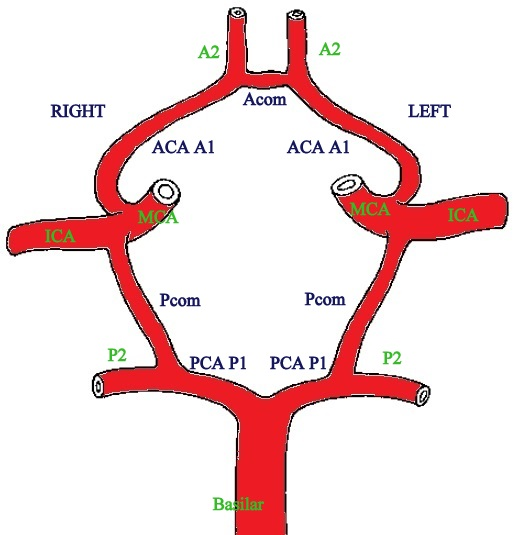 A2
A2
Acom
RIGHT
LEFT
ACA A1
ACA A1
MCA
MCA
ICA
ICA
Pcom
Pcom
P2
PCA P1
PCA P1
P2
Basilar